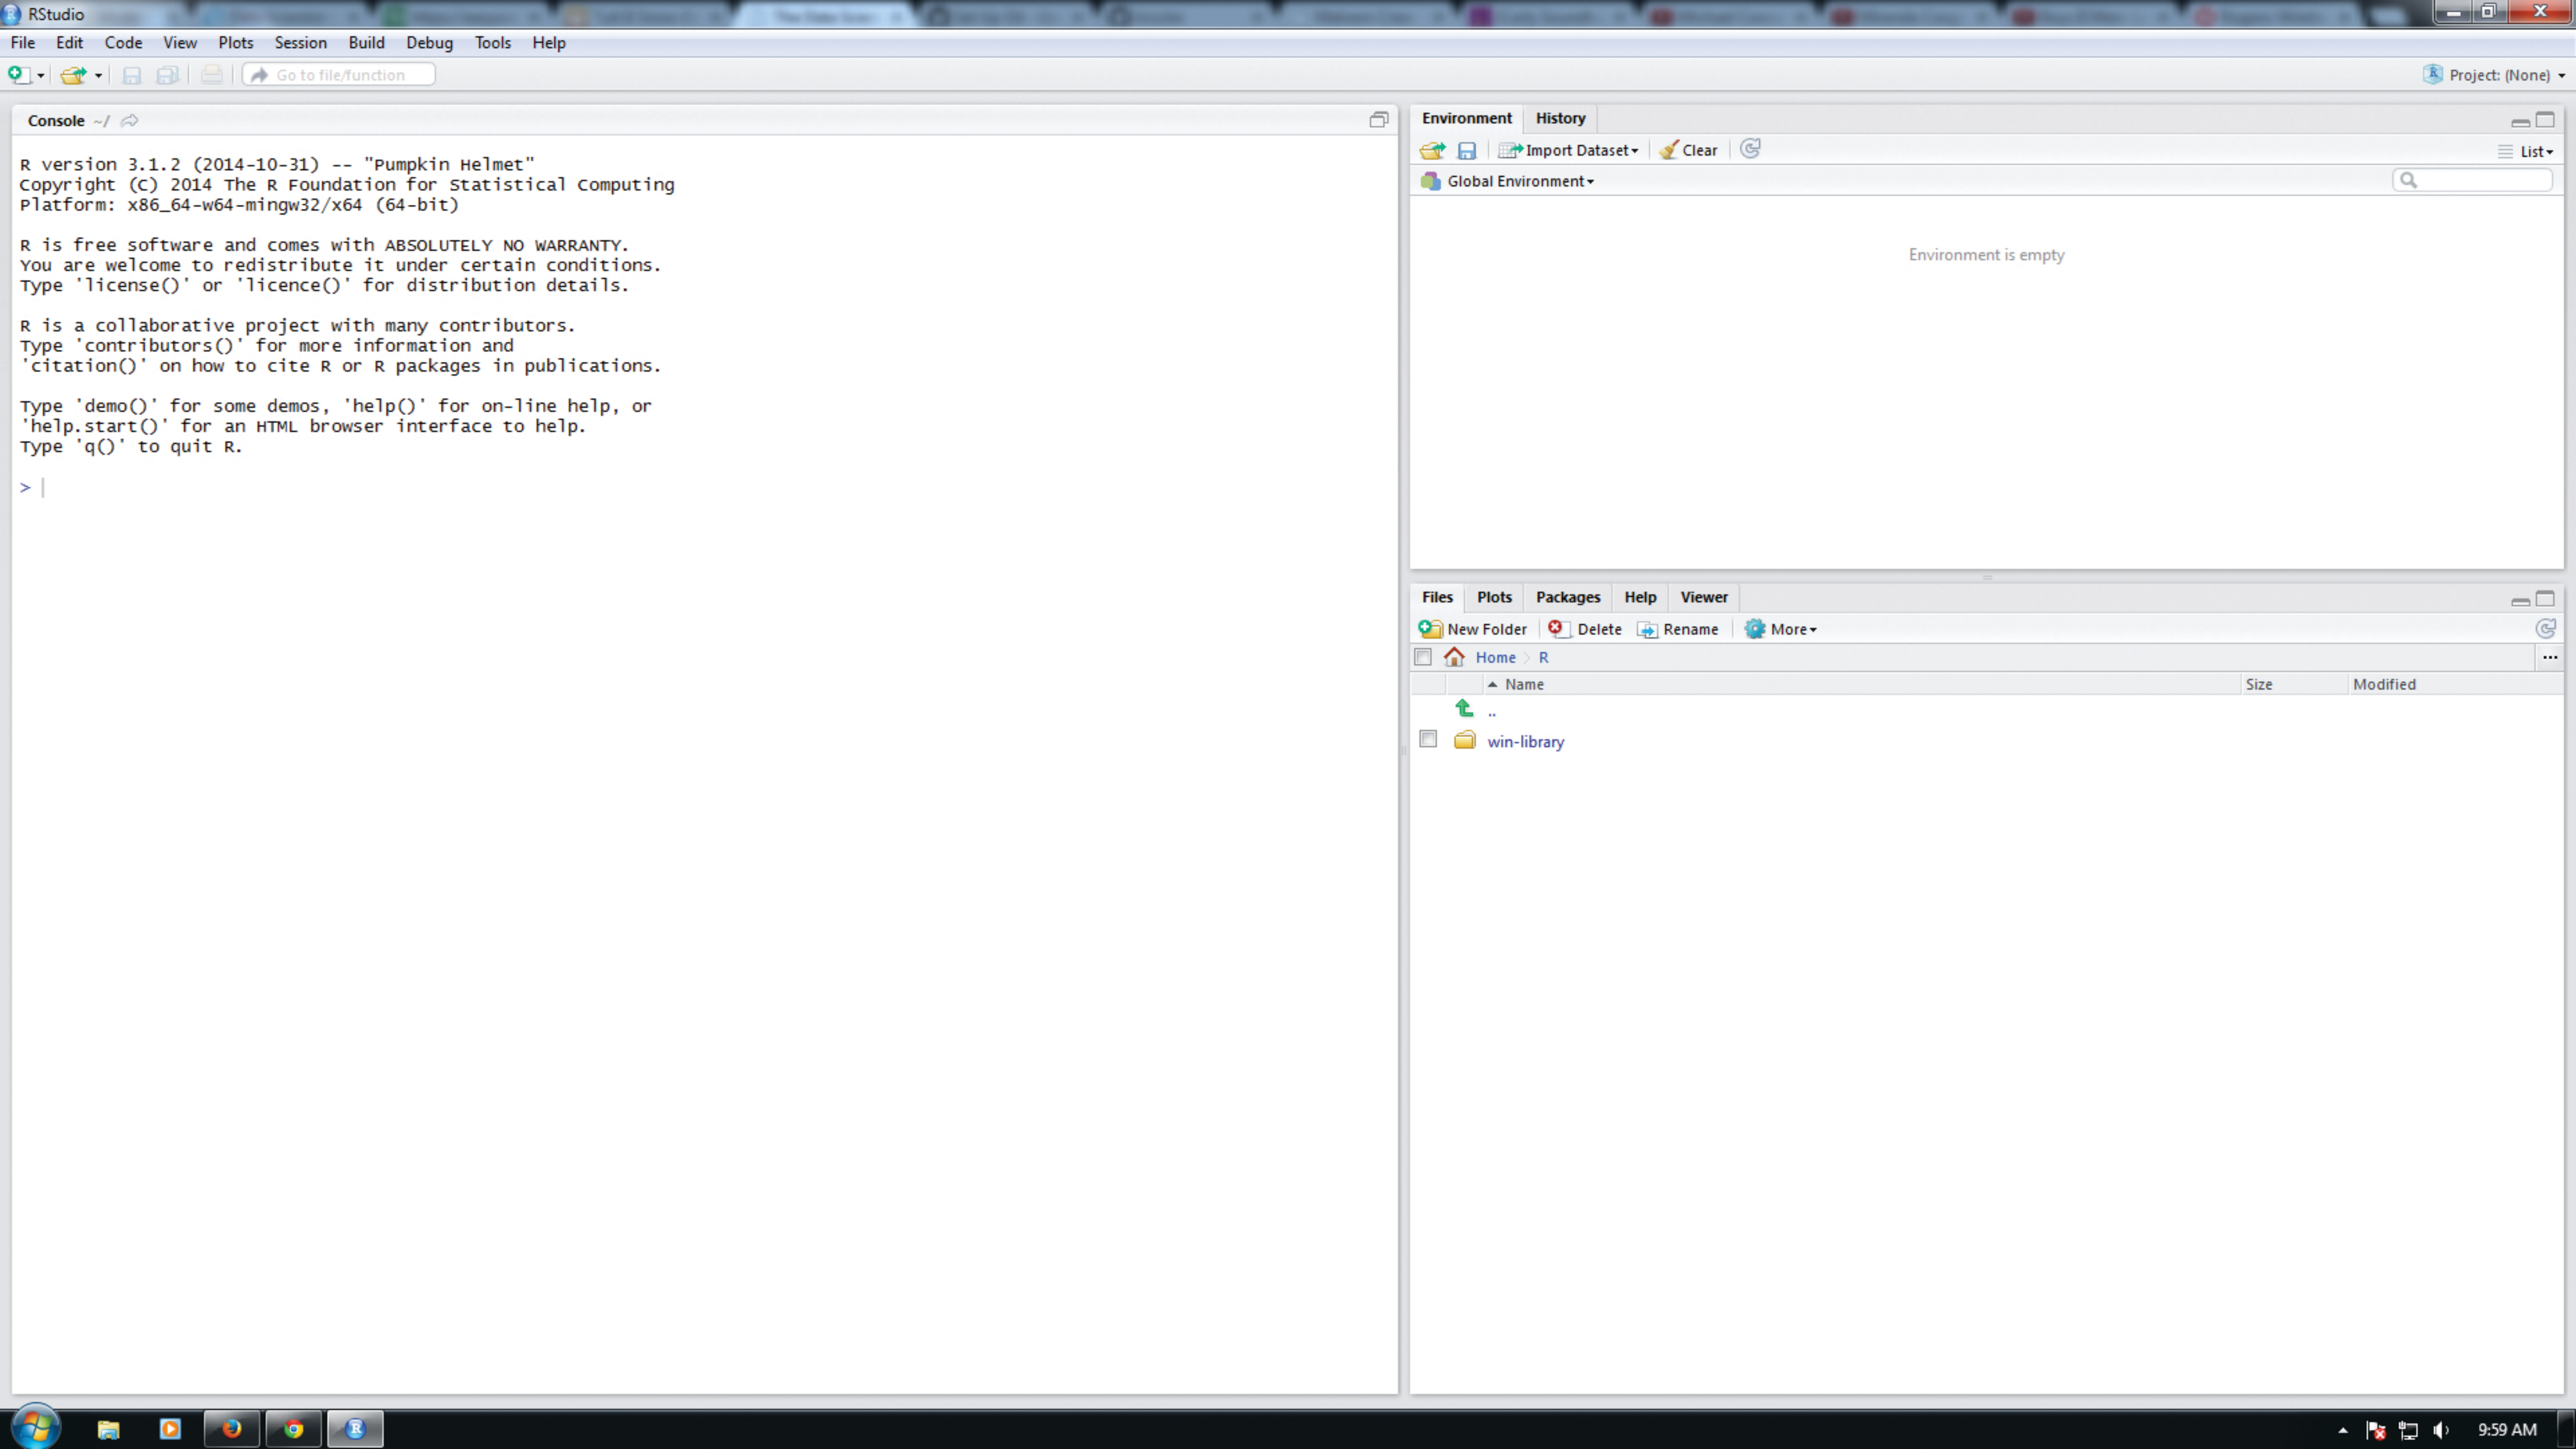 RStudio
File Edit Code View Plots Session Build Debug Tools Help
Go to file/function
Project: (None)
Console ~/
R version 3.1.2 (2014-10-31) -- "Pumpkin Helmet"
Copyright (C) 2014 The R Foundation for Statistical Computing
Platform: x86_64-w64-mingw32/x64 (64-bit)
R is free software and comes with ABSOLUTELY NO WARRANTY.
You are welcome to redistribute it under certain conditions.
Type 'license()' or 'licence()' for distribution details.
R is a collaborative project with many contributors.
Type 'contributors()' for more information and
'citation()' on how to cite R or R packages in publications.
Type 'demo()' for some demos, 'help()' for on-line help, or
'help.start()' for an HTML browser interface to help.
Type 'q()' to quit R.
>
Environment History
Import Dataset Clear List
Global Environment
Environment is empty
Files Plots Packages Help Viewer
New Folder Delete Rename More
Home R ...
Name Size Modified
..
win-library
9:59 AM